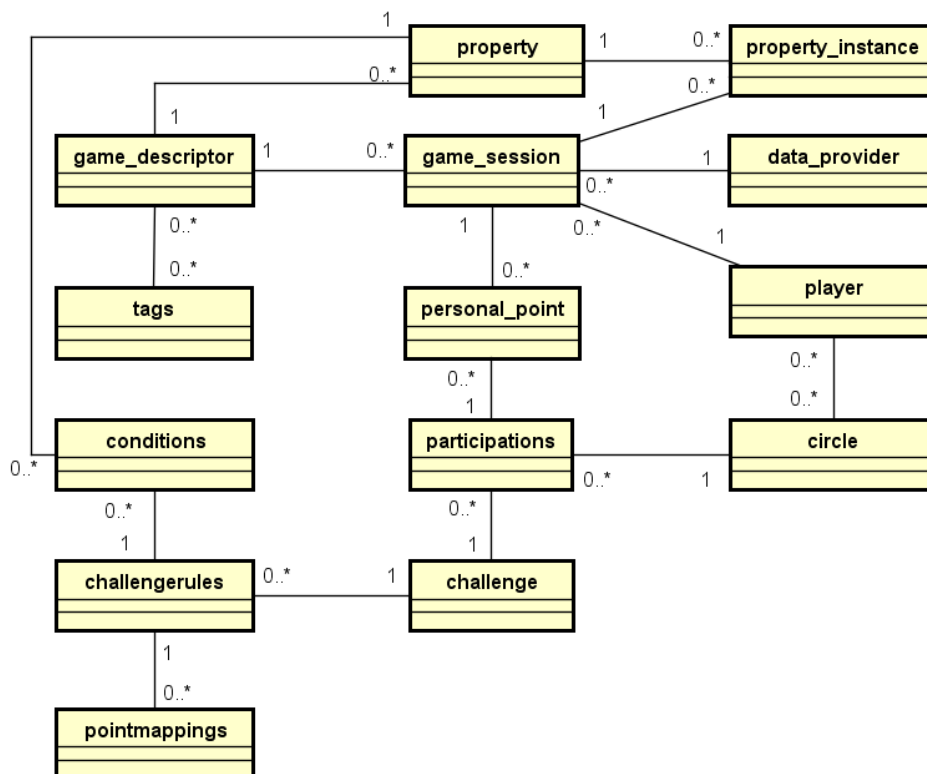 1
property
1
0..*
property_instance
0..*
0..*
1
1
game_descriptor
1
0..*
game_session
1
data_provider
0..*
0..*
1
0..*
1
0..*
0..*
tags
personal_point
player
0..*
0..*
1
0..*
conditions
participations
circle
0..*
0..*
1
0..*
0..*
1
1
challengerules
0..*
1
challenge
1
0..*
pointmappings